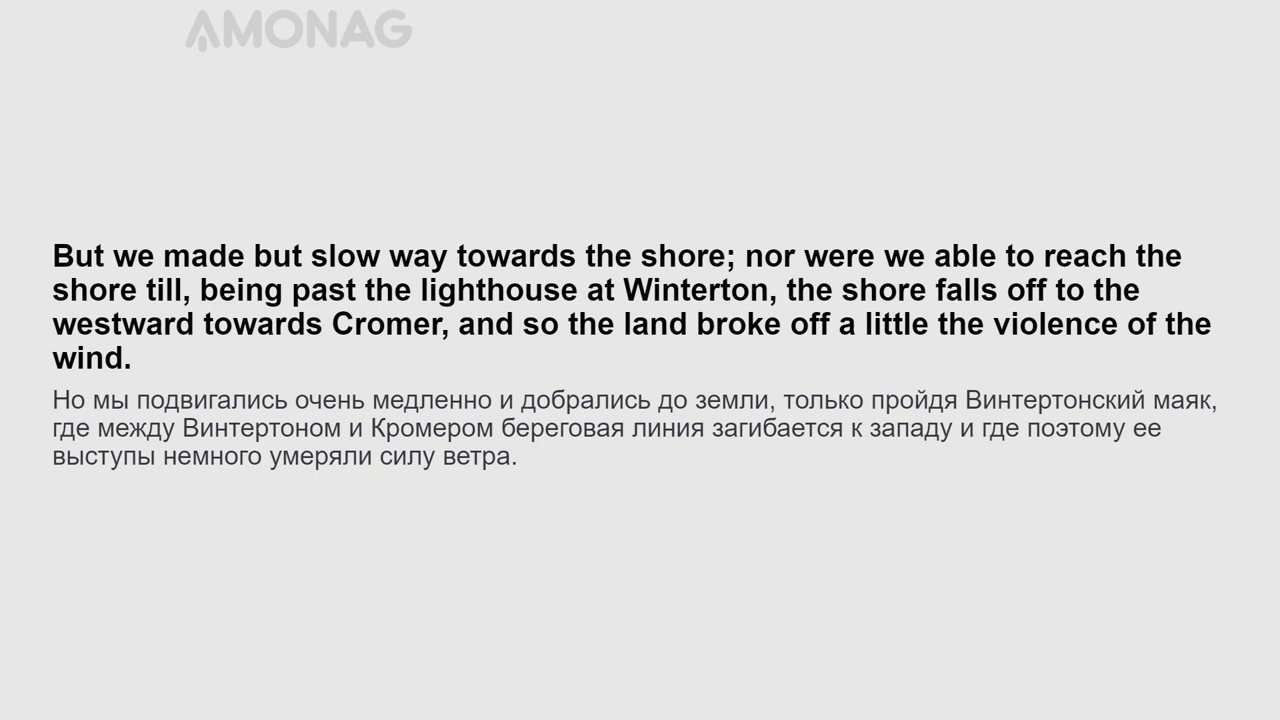 AMONAG
But we made but slow way towards the shore; nor were we able to reach the
shore till, being past the lighthouse at Winterton, the shore falls off to the
westward towards Cromer, and so the land broke off a little the violence of the
wind.
Но мы подвигались очень медленно и добрались до земли, только пройдя Винтертонский маяк,
где между Винтертоном и Кромером береговая линия загибается к западу и где поэтому ее
выступы немного умеряли силу ветра.